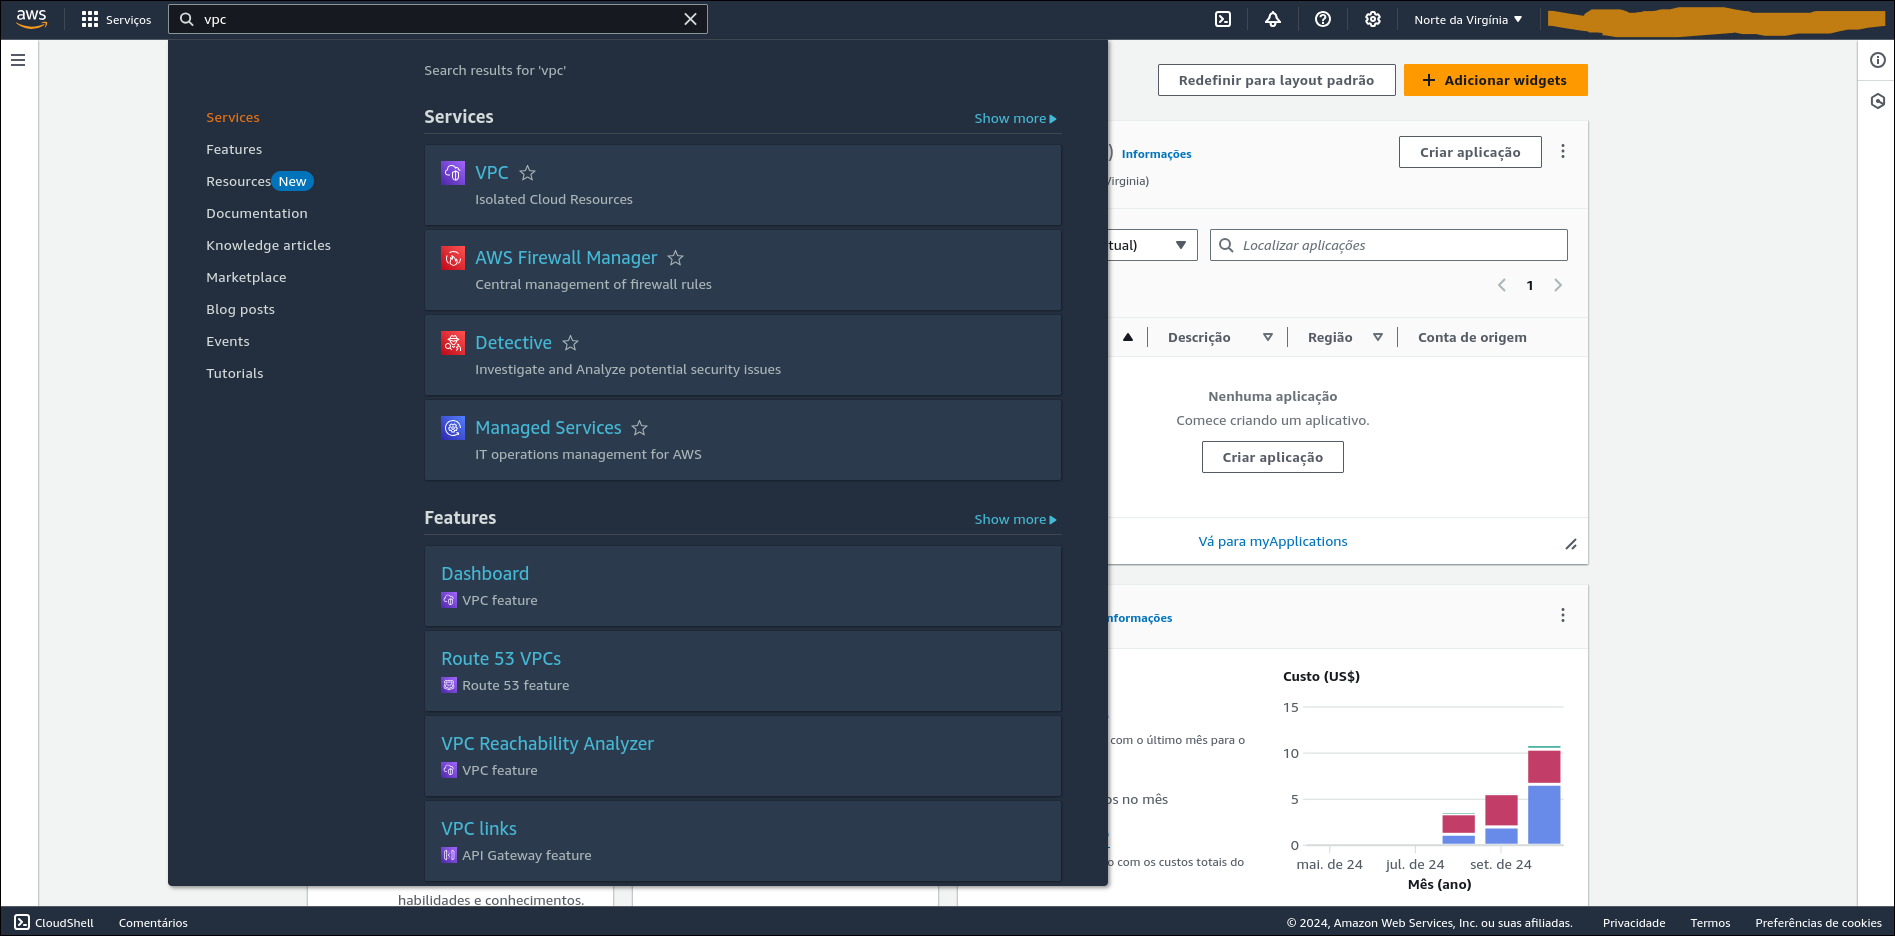 aws
Serviços
vpc
Norte da Virgínia
Search results for 'vpc'
Services
Features
Resources New
Documentation
Knowledge articles
Marketplace
Blog posts
Events
Tutorials
Services
Show more
VPC
Isolated Cloud Resources
AWS Firewall Manager
Central management of firewall rules
Detective
Investigate and Analyze potential security issues
Managed Services
IT operations management for AWS
Features
Show more
Dashboard
VPC feature
Route 53 VPCs
Route 53 feature
VPC Reachability Analyzer
VPC feature
VPC links
API Gateway feature
Redefinir para layout padrão
Adicionar widgets
) Informações
Criar aplicação
Virginia)
tual)
Localizar aplicações
1
Descrição
Região
Conta de origem
Nenhuma aplicação
Comece criando um aplicativo.
Criar aplicação
Vá para myApplications
nformações
com o último mês para o
os no mês
o com os custos totais do
Custo (US$)
15
10
5
0
mai. de 24
jul. de 24
set. de 24
Mês (ano)
habilidades e conhecimentos.
CloudShell
Comentários
© 2024, Amazon Web Services, Inc. ou suas afiliadas.
Privacidade
Termos
Preferências de cookies